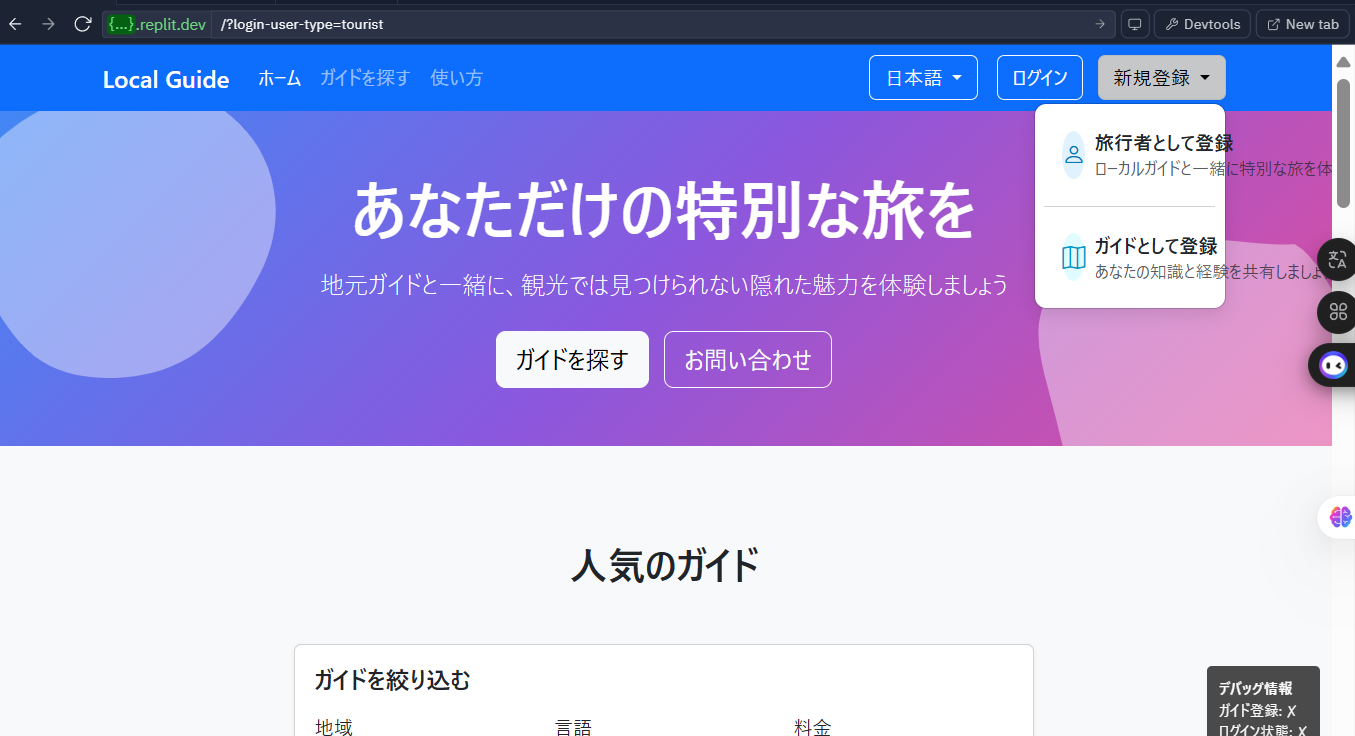 {...}.replit.dev /?login-user-type=tourist
Devtools
New tab
Local Guide ホーム ガイドを探す 使い方 日本語 ログイン 新規登録
旅行者として登録
ローカルガイドと一緒に特別な旅を体
ガイドとして登録
あなたの知識と経験を共有しましょ
あなただけの特別な旅を
地元ガイドと一緒に、観光では見つけられない隠れた魅力を体験しましょう
ガイドを探す お問い合わせ
人気のガイド
ガイドを絞り込む
地域 言語 料金
デバッグ情報
ガイド登録: ✗
ログイン状態: ✗